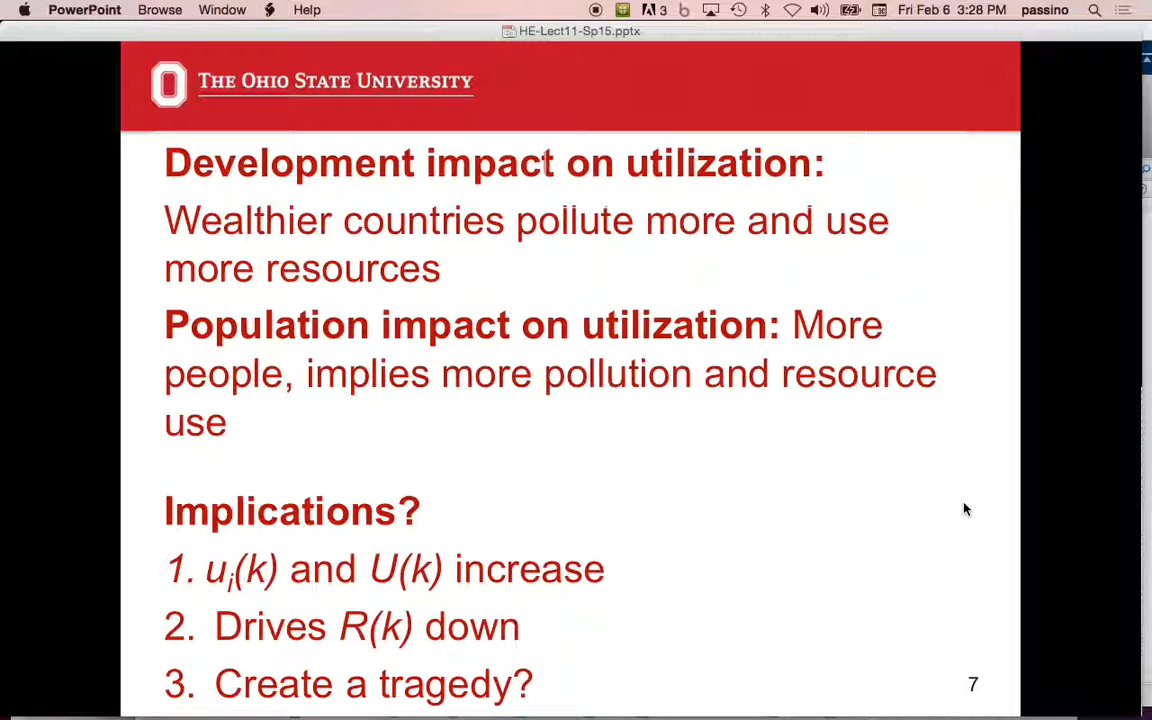 PowerPoint Browse Window Help 3 Fri Feb 6 3:28 PM passino
HE-Lect11-Sp15.pptx
THE OHIO STATE UNIVERSITY
Development impact on utilization:
Wealthier countries pollute more and use
more resources
Population impact on utilization: More
people, implies more pollution and resource
use
Implications?
1. ui(k) and U(k) increase
2. Drives R(k) down
3. Create a tragedy?
7